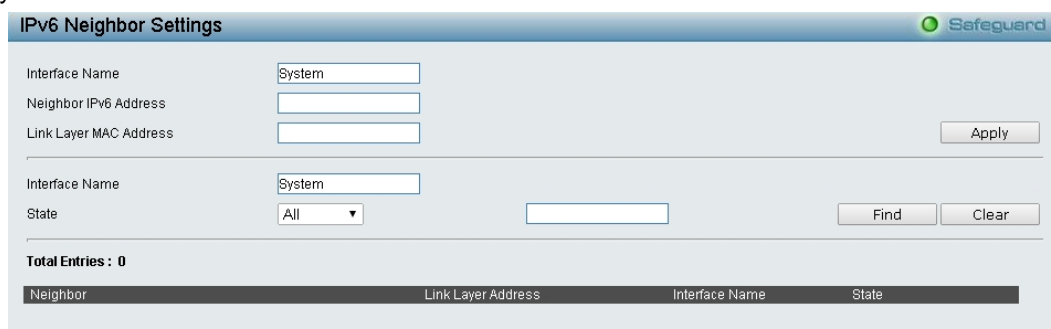 y
IPv6 Neighbor Settings Safeguard
Interface Name System
Neighbor IPv6 Address
Link Layer MAC Address Apply
Interface Name System
State All Find Clear
Total Entries : 0
Neighbor Link Layer Address Interface Name State